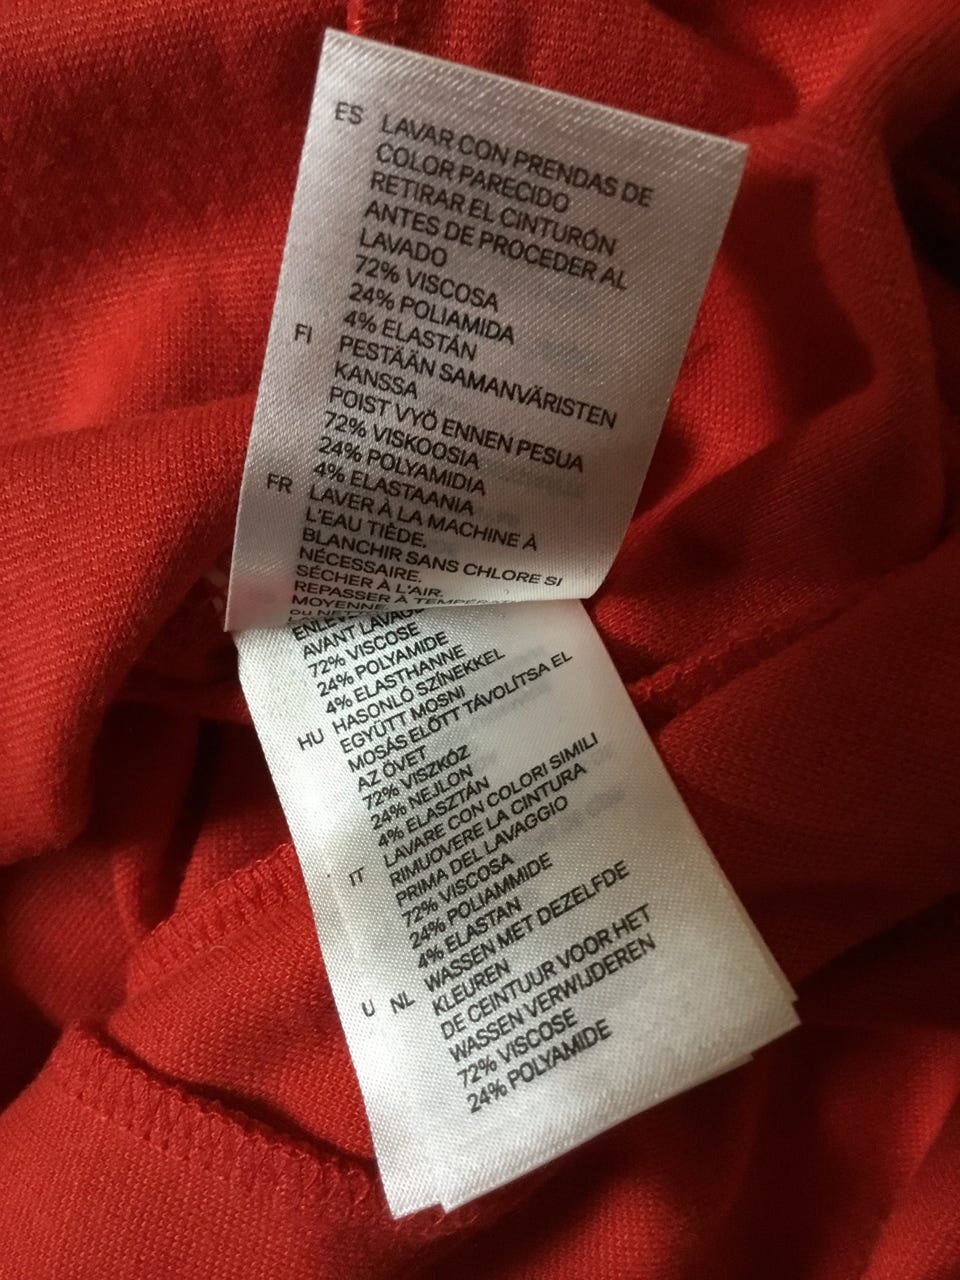 ES LAVAR CON PRENDAS DE
COLOR PARECIDO
RETIRAR EL CINTURÓN
ANTES DE PROCEDER AL
LAVADO
72% VISCOSA
24% POLIAMIDA
4% ELASTÁN
FI PESTÄÄN SAMANVÄRISTEN
KANSSA
POIST VYÖ ENNEN PESUA
72% VISKOOSIA
24% POLYAMIDIA
4% ELASTAANIA
FR LAVER À LA MACHINE À
L'EAU TIÈDE.
BLANCHIR SANS CHLORE SI
NÉCESSAIRE.
SÉCHER À L'AIR.
REPASSER À
MOYENNE
AVANT
72% VISCOSE
24% POLYAMIDE
4% ELASTHANNE
HU HASONLÓ SZÍNEKKEL
EGYÜTT MOSNI
MOSÁS ELŐTT TÁVOLÍTSA EL
AZ ÖVET
72% VISZKÓZ
24% NEJLON
4% ELASZTÁN
IT LAVARE CON COLORI SIMILI
RIMUOVERE LA CINTURA
PRIMA DEL LAVAGGIO
72% VISCOSA
24% POLIAMMIDE
4% ELASTAN
U NL WASSEN MET DEZELFDE
KLEUREN
DE CEINTUUR VOOR HET
WASSEN VERWIJDEREN
72% VISCOSE
24% POLYAMIDE